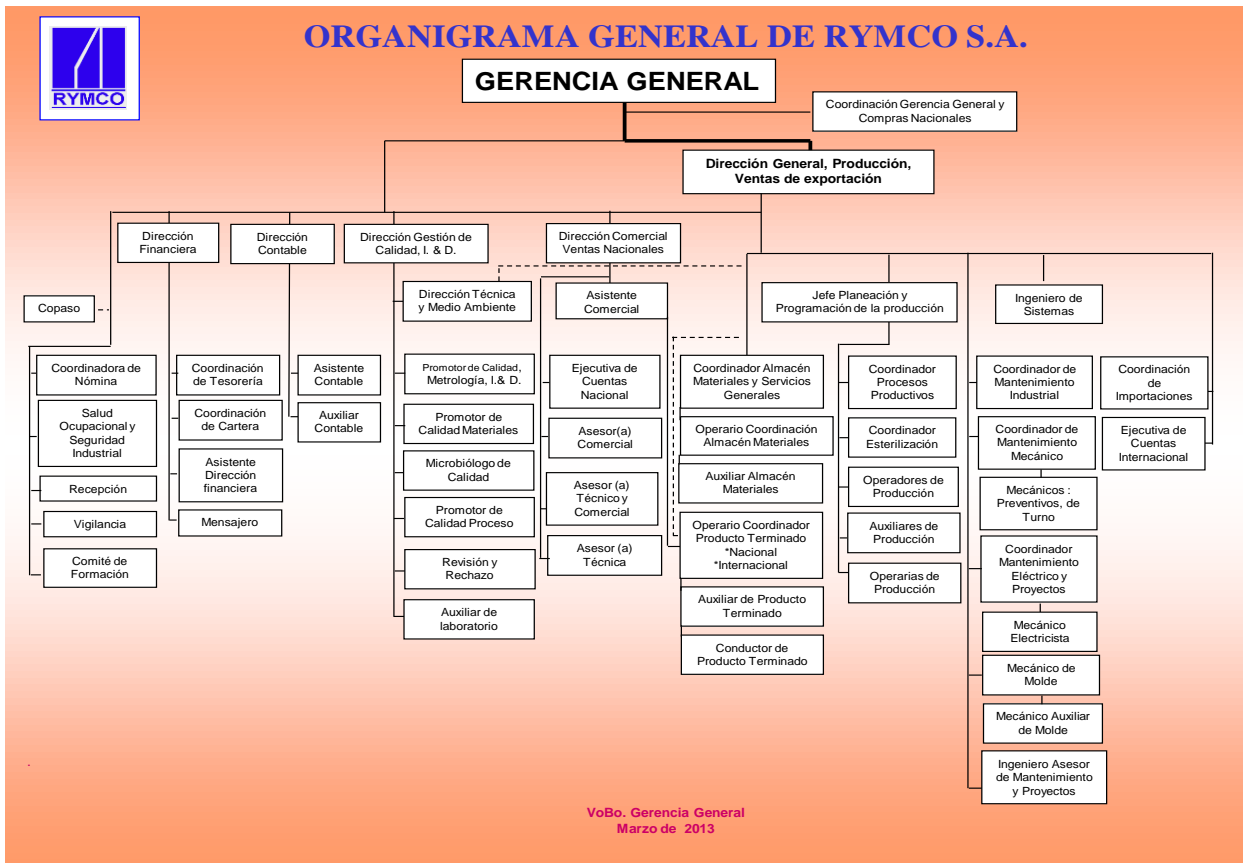 ORGANIGRAMA GENERAL DE RYMCO S.A.
RYMCO
GERENCIA GENERAL
Coordinación Gerencia General y
Compras Nacionales
Dirección General, Producción,
Ventas de exportación
Dirección
Financiera
Dirección
Contable
Dirección Gestión de
Calidad, I. & D.
Dirección Comercial
Ventas Nacionales
Copaso
Dirección Técnica
y Medio Ambiente
Asistente
Comercial
Jefe Planeación y
Programación de la producción
Ingeniero de
Sistemas
Coordinadora de
Nómina
Salud
Ocupacional y
Seguridad
Industrial
Recepción
Vigilancia
Comité de
Formación
Coordinación
de Tesorería
Coordinación
de Cartera
Asistente
Dirección
financiera
Mensajero
Asistente
Contable
Auxiliar
Contable
Promotor de Calidad,
Metrología, I.& D.
Promotor de
Calidad Materiales
Microbiólogo de
Calidad
Promotor de
Calidad Proceso
Revisión y
Rechazo
Auxiliar de
laboratorio
Ejecutiva de
Cuentas
Nacional
Asesor(a)
Comercial
Asesor (a)
Técnico y
Comercial
Asesor (a)
Técnica
Coordinador Almacén
Materiales y Servicios
Generales
Operario Coordinación
Almacén Materiales
Auxiliar Almacén
Materiales
Operario Coordinador
Producto Terminado
*Nacional
*Internacional
Auxiliar de Producto
Terminado
Conductor de
Producto Terminado
Coordinador
Procesos
Productivos
Coordinador
Esterilización
Operadores de
Producción
Auxiliares de
Producción
Operarias de
Producción
Coordinador de
Mantenimiento
Industrial
Coordinador de
Mantenimiento
Mecánico
Mecánicos :
Preventivos, de
Turno
Coordinador
Mantenimiento
Eléctrico y
Proyectos
Mecánico
Electricista
Mecánico de
Molde
Mecánico Auxiliar
de Molde
Ingeniero Asesor
de Mantenimiento
y Proyectos
Coordinación
de
Importaciones
Ejecutiva de
Cuentas
Internacional
VoBo. Gerencia General
Marzo de 2013